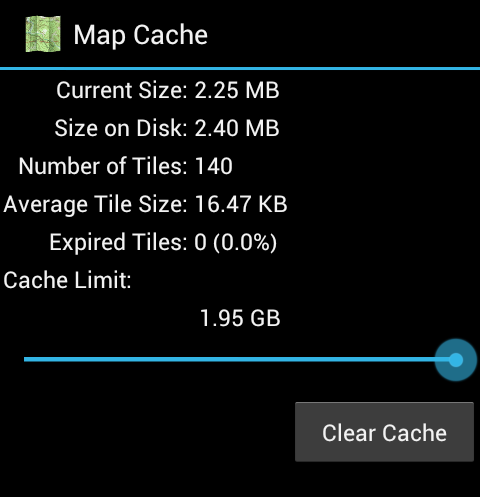 Map Cache
Current Size: 2.25 MB
Size on Disk: 2.40 MB
Number of Tiles: 140
Average Tile Size: 16.47 KB
Expired Tiles: 0 (0.0%)
Cache Limit:
1.95 GB
Clear Cache